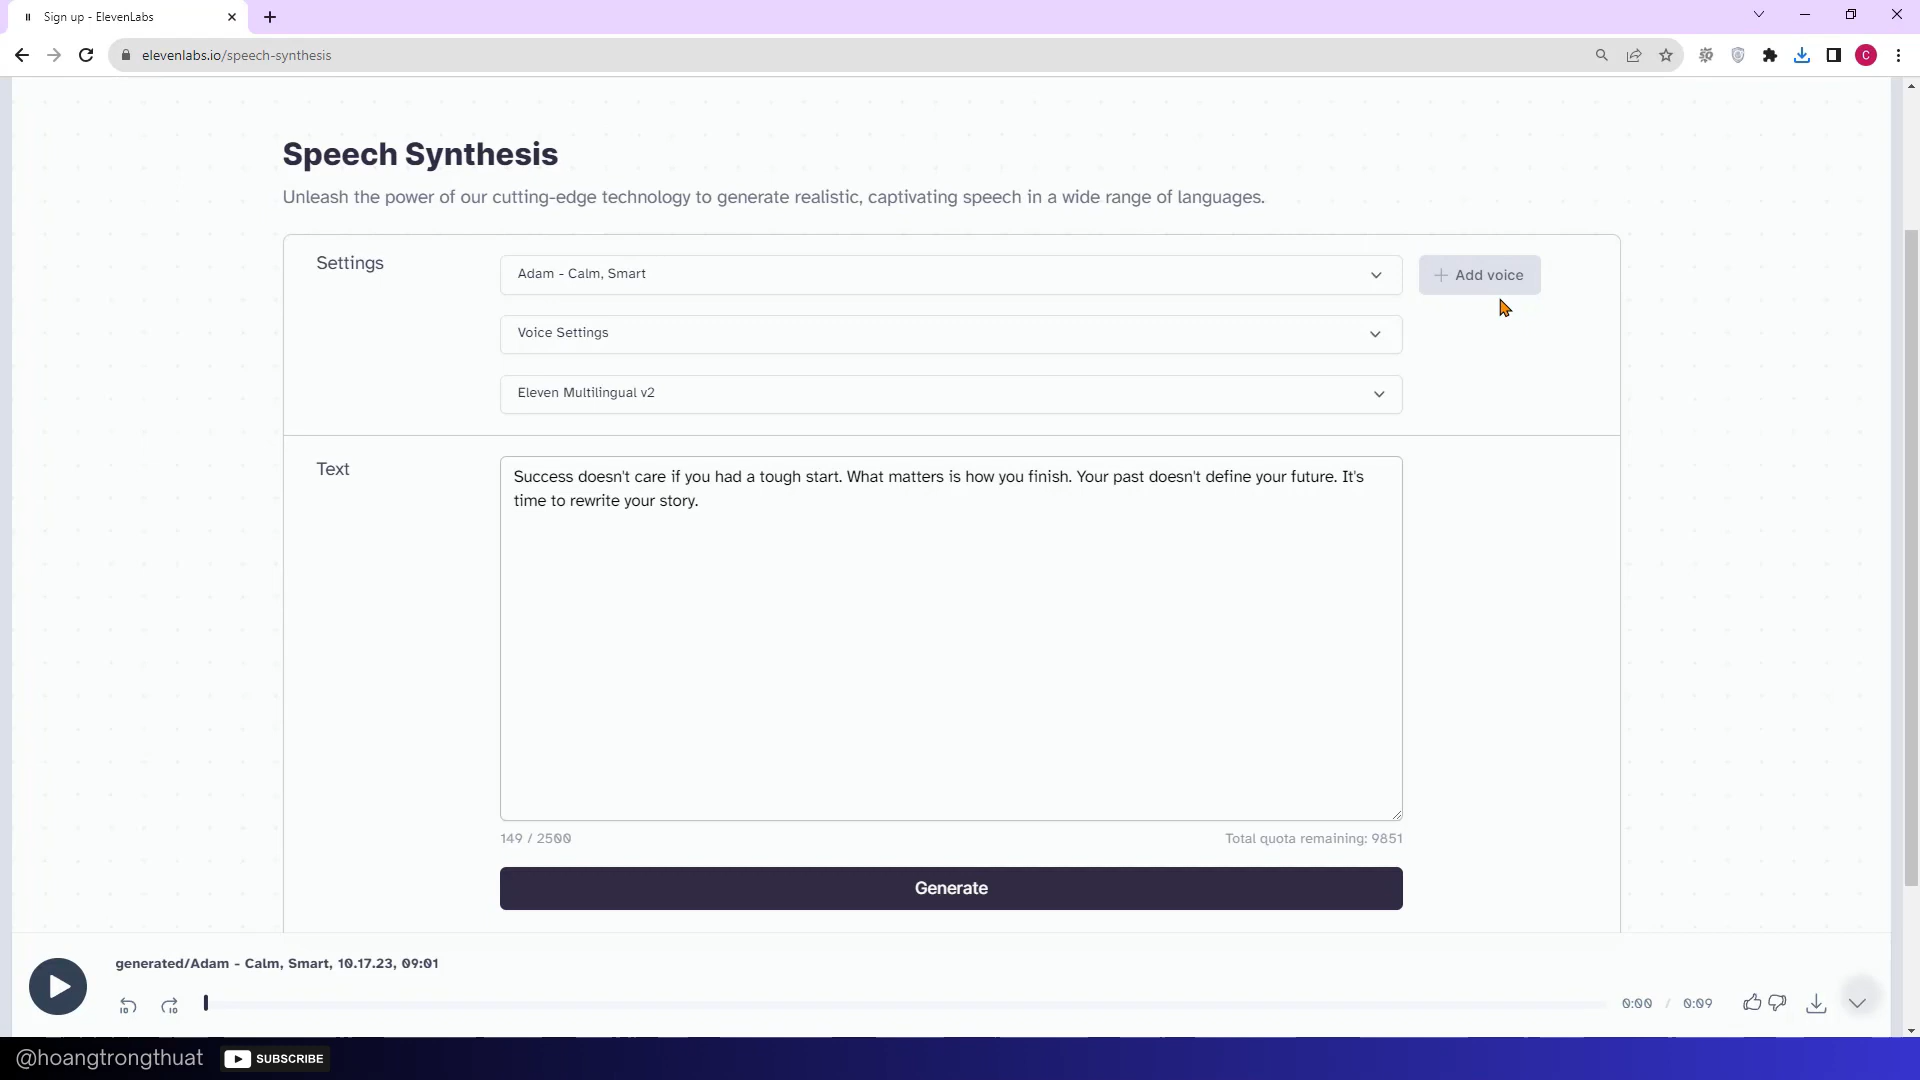 Sign up - ElevenLabs
elevenlabs.io/speech-synthesis
C
Speech Synthesis
Unleash the power of our cutting-edge technology to generate realistic, captivating speech in a wide range of languages.
Settings
Adam - Calm, Smart
+ Add voice
Voice Settings
Eleven Multilingual v2
Text
Success doesn't care if you had a tough start. What matters is how you finish. Your past doesn't define your future. It's
time to rewrite your story.
149 / 2500
Total quota remaining: 9851
Generate
generated/Adam - Calm, Smart, 10.17.23, 09:01
10
10
0:00 / 0:09
@hoangtrongthuat
SUBSCRIBE